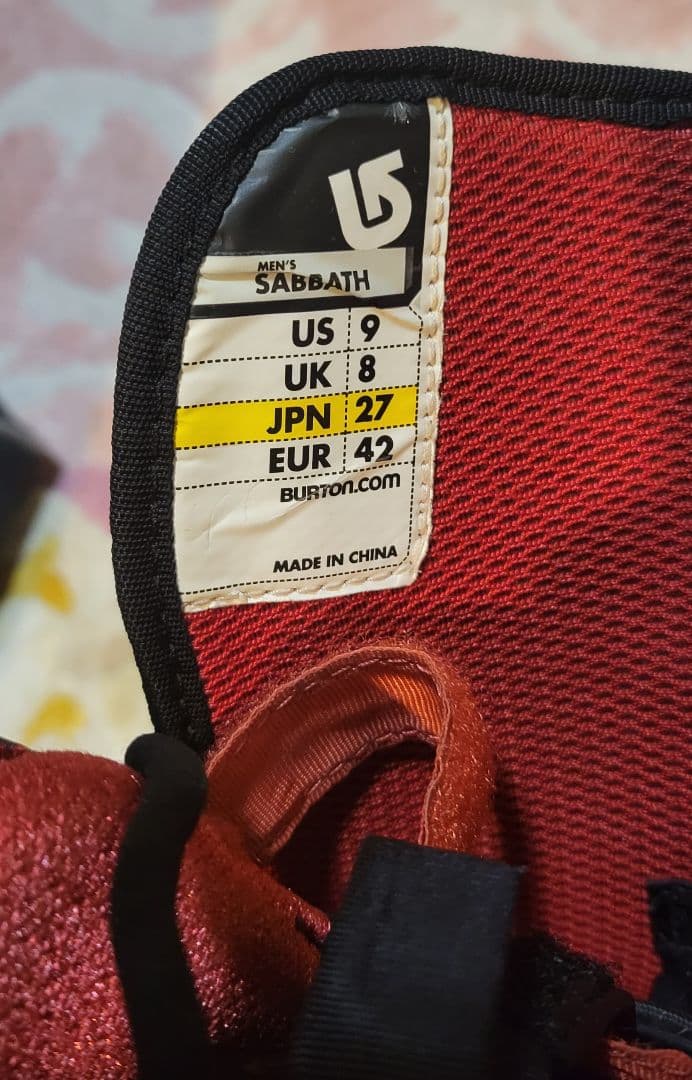 MEN'S
SABBATH
US 9
UK 8
JPN 27
EUR 42
BURTON.COM
MADE IN CHINA